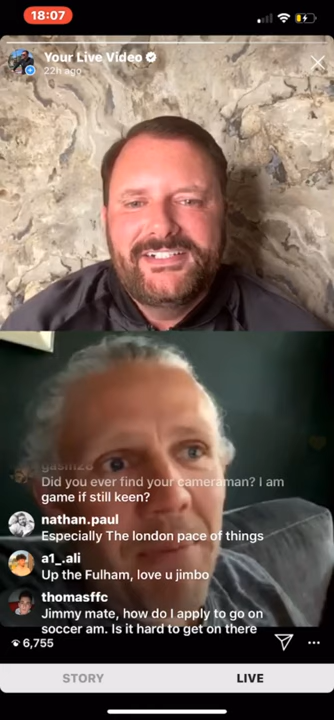 18:07
Your Live Video
22h ago
gasm28
Did you ever find your cameraman? I am
game if still keen?
nathan.paul
Especially The london pace of things
a1_.ali
Up the Fulham, love u jimbo
thomasffc
Jimmy mate, how do I apply to go on
soccer am. Is it hard to get on there
6,755
STORY
LIVE